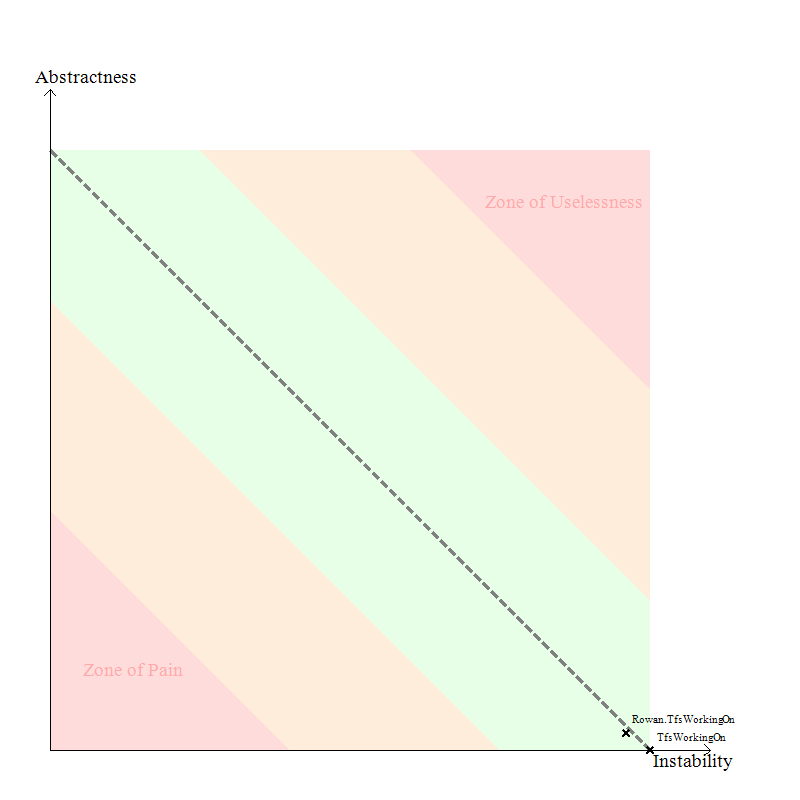 Abstractness
Zone of Uselessness
Zone of Pain
Rowan.TfsWorkingOn
TfsWorkingOn
Instability